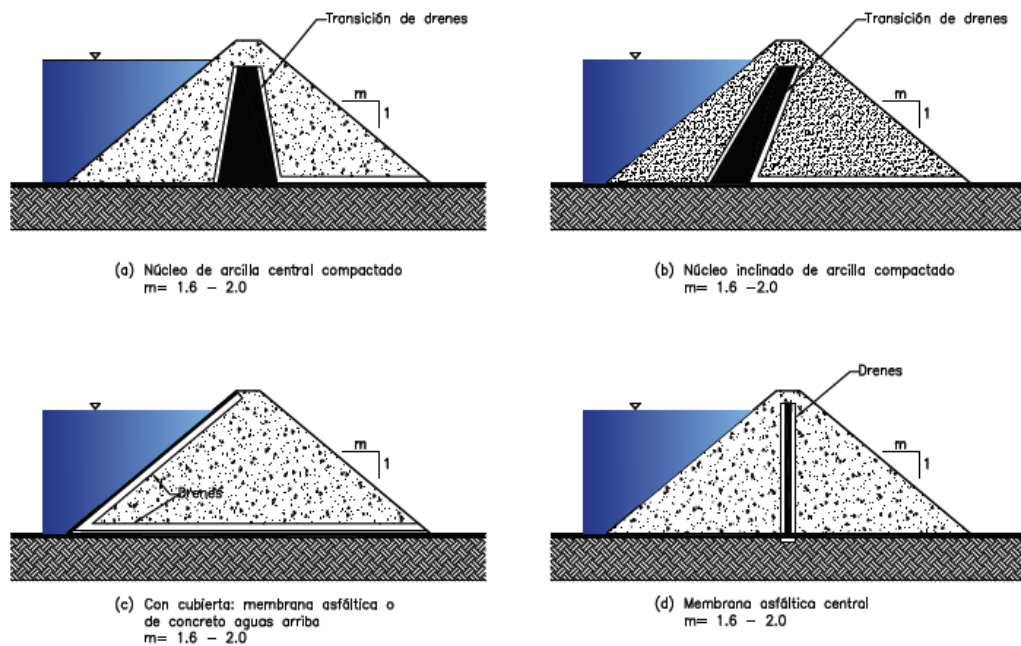 Transición de drenes
m
1
(a) Núcleo de arcilla central compactado
m= 1.6 – 2.0
Transición de drenes
m
1
(b) Núcleo inclinado de arcilla compactado
m= 1.6 –2.0
Drenes
m
1
(c) Con cubierta: membrana asfáltica o
de concreto aguas arriba
m= 1.6 – 2.0
Drenes
m
1
(d) Membrana asfáltica central
m= 1.6 – 2.0